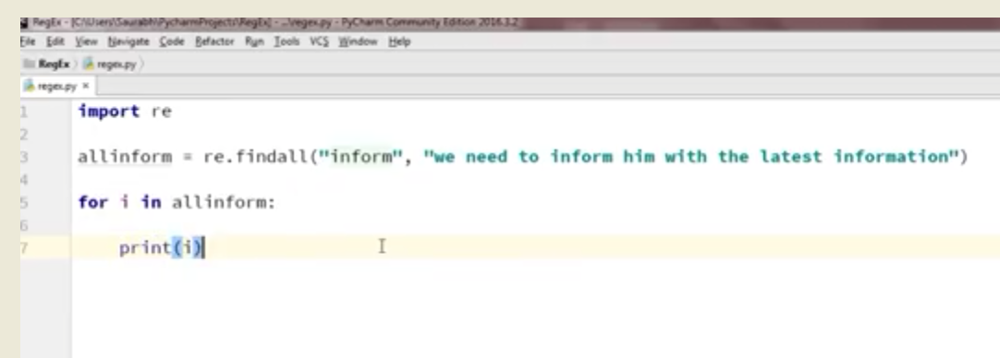 RegEx - [C:\Users\Saurabh\PycharmProjects\RegEx] - ...\regex.py - PyCharm Community Edition 2016.3.2
File Edit View Navigate Code Refactor Run Tools VCS Window Help
RegEx regex.py
regex.py ×
1 import re
2
3 allinform = re.findall("inform", "we need to inform him with the latest information")
4
5 for i in allinform:
6
7 print(i)